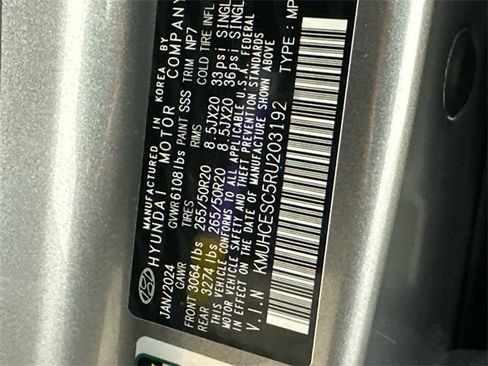 MANUFACTURED IN KOREA BY
HYUNDAI MOTOR COMPANY
JAN/2024 GVWR 6108lbs PAINT SSS TRIM NP7
GAWR TIRES RIMS COLD TIRE INFL
FRONT 3064lbs 265/50R20 8.5JX20 33psi SINGL
REAR 3274lbs 265/50R20 8.5JX20 36psi SINGL
THIS VEHICLE CONFORMS TO ALL APPLICABLE U.S.A. FEDERAL
MOTOR VEHICLE SAFETY AND THEFT PREVENTION STANDARDS
IN EFFECT ON THE DATE OF MANUFACTURE SHOWN ABOVE
V.I.N KMUHCESC5RU203192 TYPE : MP